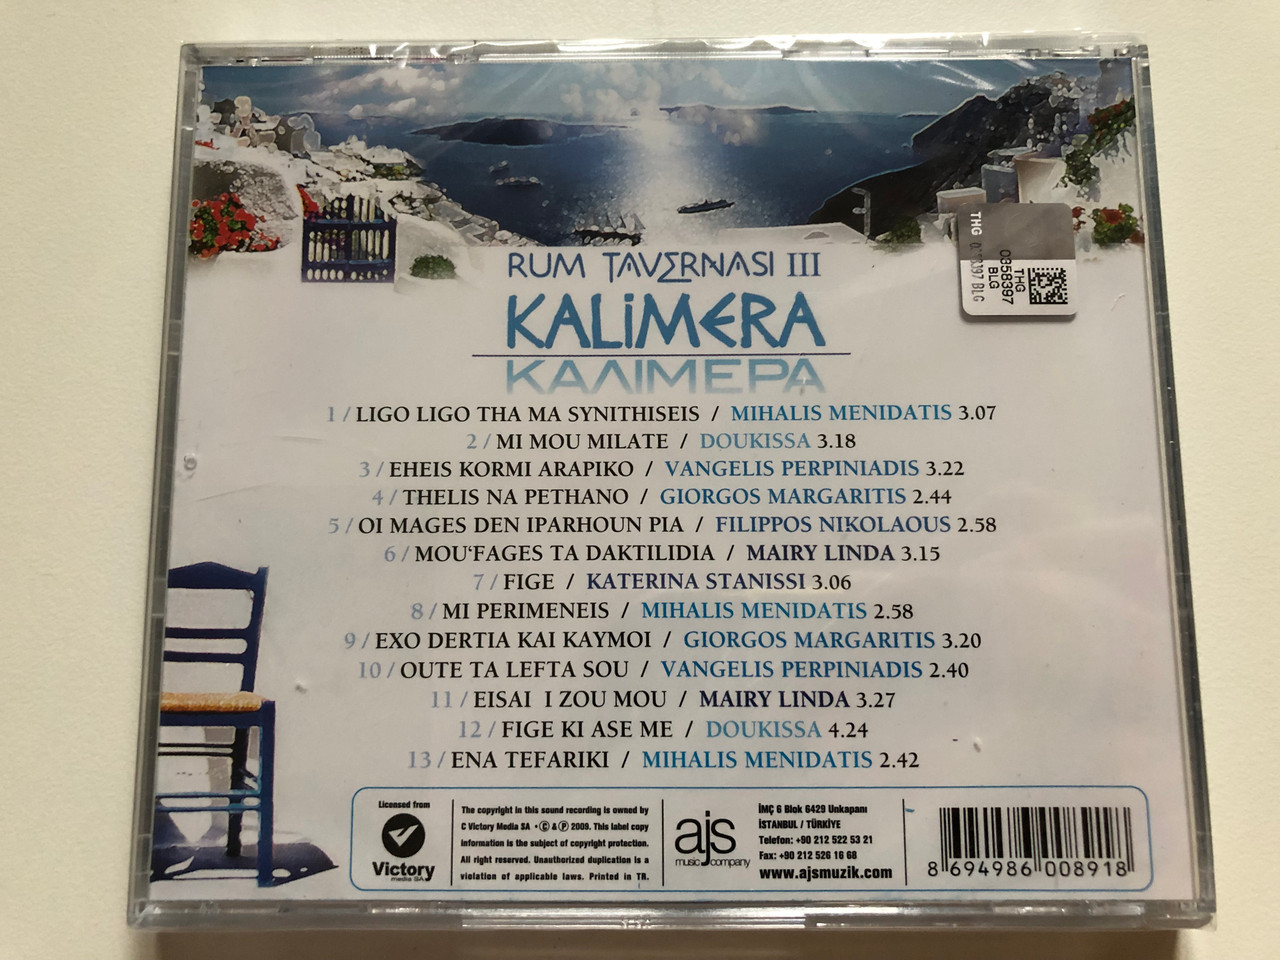 RUM TAVΣRNASI III
KALiMERA
ΚΑΛΙΜΕΡΑ
1 / LIGO LIGO THA MA SYNITHISEIS / MIHALIS MENIDATIS 3.07
2 / MI MOU MILATE / DOUKISSA 3.18
3 / EHEIS KORMI ARAPIKO / VANGELIS PERPINIADIS 3.22
4 / THELIS NA PETHANO / GIORGOS MARGARITIS 2.44
5 / OI MAGES DEN IPARHOUN PIA / FILIPPOS NIKOLAOUS 2.58
6 / MOU‘FAGES TA DAKTILIDIA / MAIRY LINDA 3.15
7 / FIGE / KATERINA STANISSI 3.06
8 / MI PERIMENEIS / MIHALIS MENIDATIS 2.58
9 / EXO DERTIA KAI KAYMOI / GIORGOS MARGARITIS 3.20
10 / OUTE TA LEFTA SOU / VANGELIS PERPINIADIS 2.40
11 / EISAI I ZOU MOU / MAIRY LINDA 3.27
12 / FIGE KI ASE ME / DOUKISSA 4.24
13 / ENA TEFARIKI / MIHALIS MENIDATIS 2.42
THG
BLG
0358397
THG
BLG
Licensed from
Victory
media SA
The copyright in this sound recording is owned by
C Victory Media SA • © & ℗ 2009. This label copy
information is the subject of copyright protection.
All right reserved. Unauthorized duplication is a
violation of applicable laws. Printed in TR.
ajs
music company
İMÇ 6 Blok 6429 Unkapanı
İSTANBUL / TÜRKİYE
Telefon: +90 212 522 53 21
Fax: +90 212 526 16 68
www.ajsmuzik.com
8 694986 008918